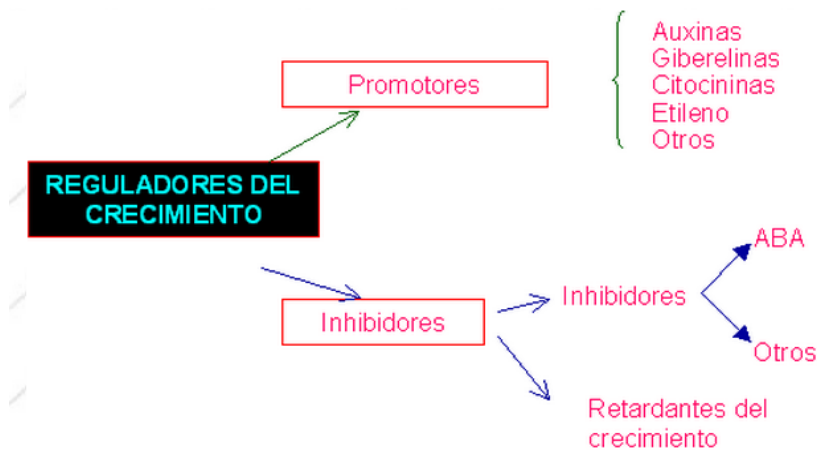 Auxinas
Giberelinas
Citocininas
Etileno
Otros
Promotores
REGULADORES DEL
CRECIMIENTO
ABA
Inhibidores
Inhibidores
Otros
Retardantes del
crecimiento